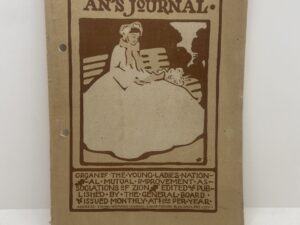 AN'S JOURNAL
ORGAN OF THE YOUNG LADIES NATION-
AL MUTUAL IMPROVEMENT AS-
SOCIATIONS OF ZION EDITED & PUB-
LISHED BY THE GENERAL BOARD
ISSUED MONTHLY AT PER YEAR